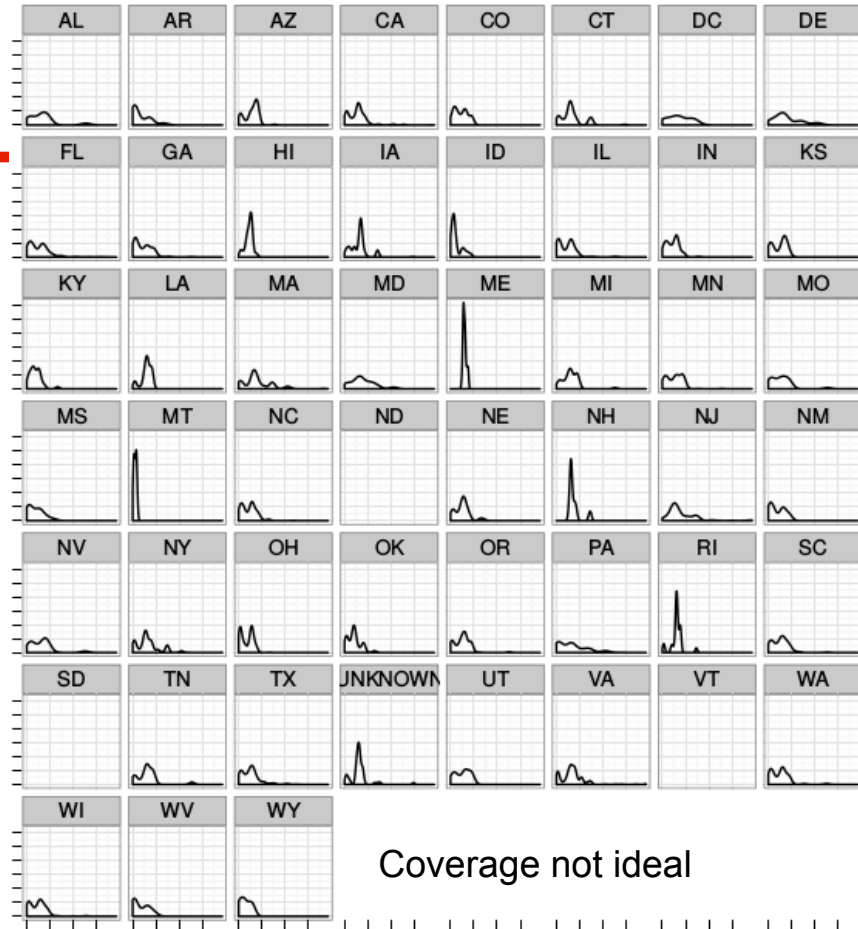 AL AR AZ CA CO CT DC DE
FL GA HI IA ID IL IN KS
KY LA MA MD ME MI MN MO
MS MT NC ND NE NH NJ NM
NV NY OH OK OR PA RI SC
SD TN TX UNKNOWN UT VA VT WA
WI WV WY
Coverage not ideal